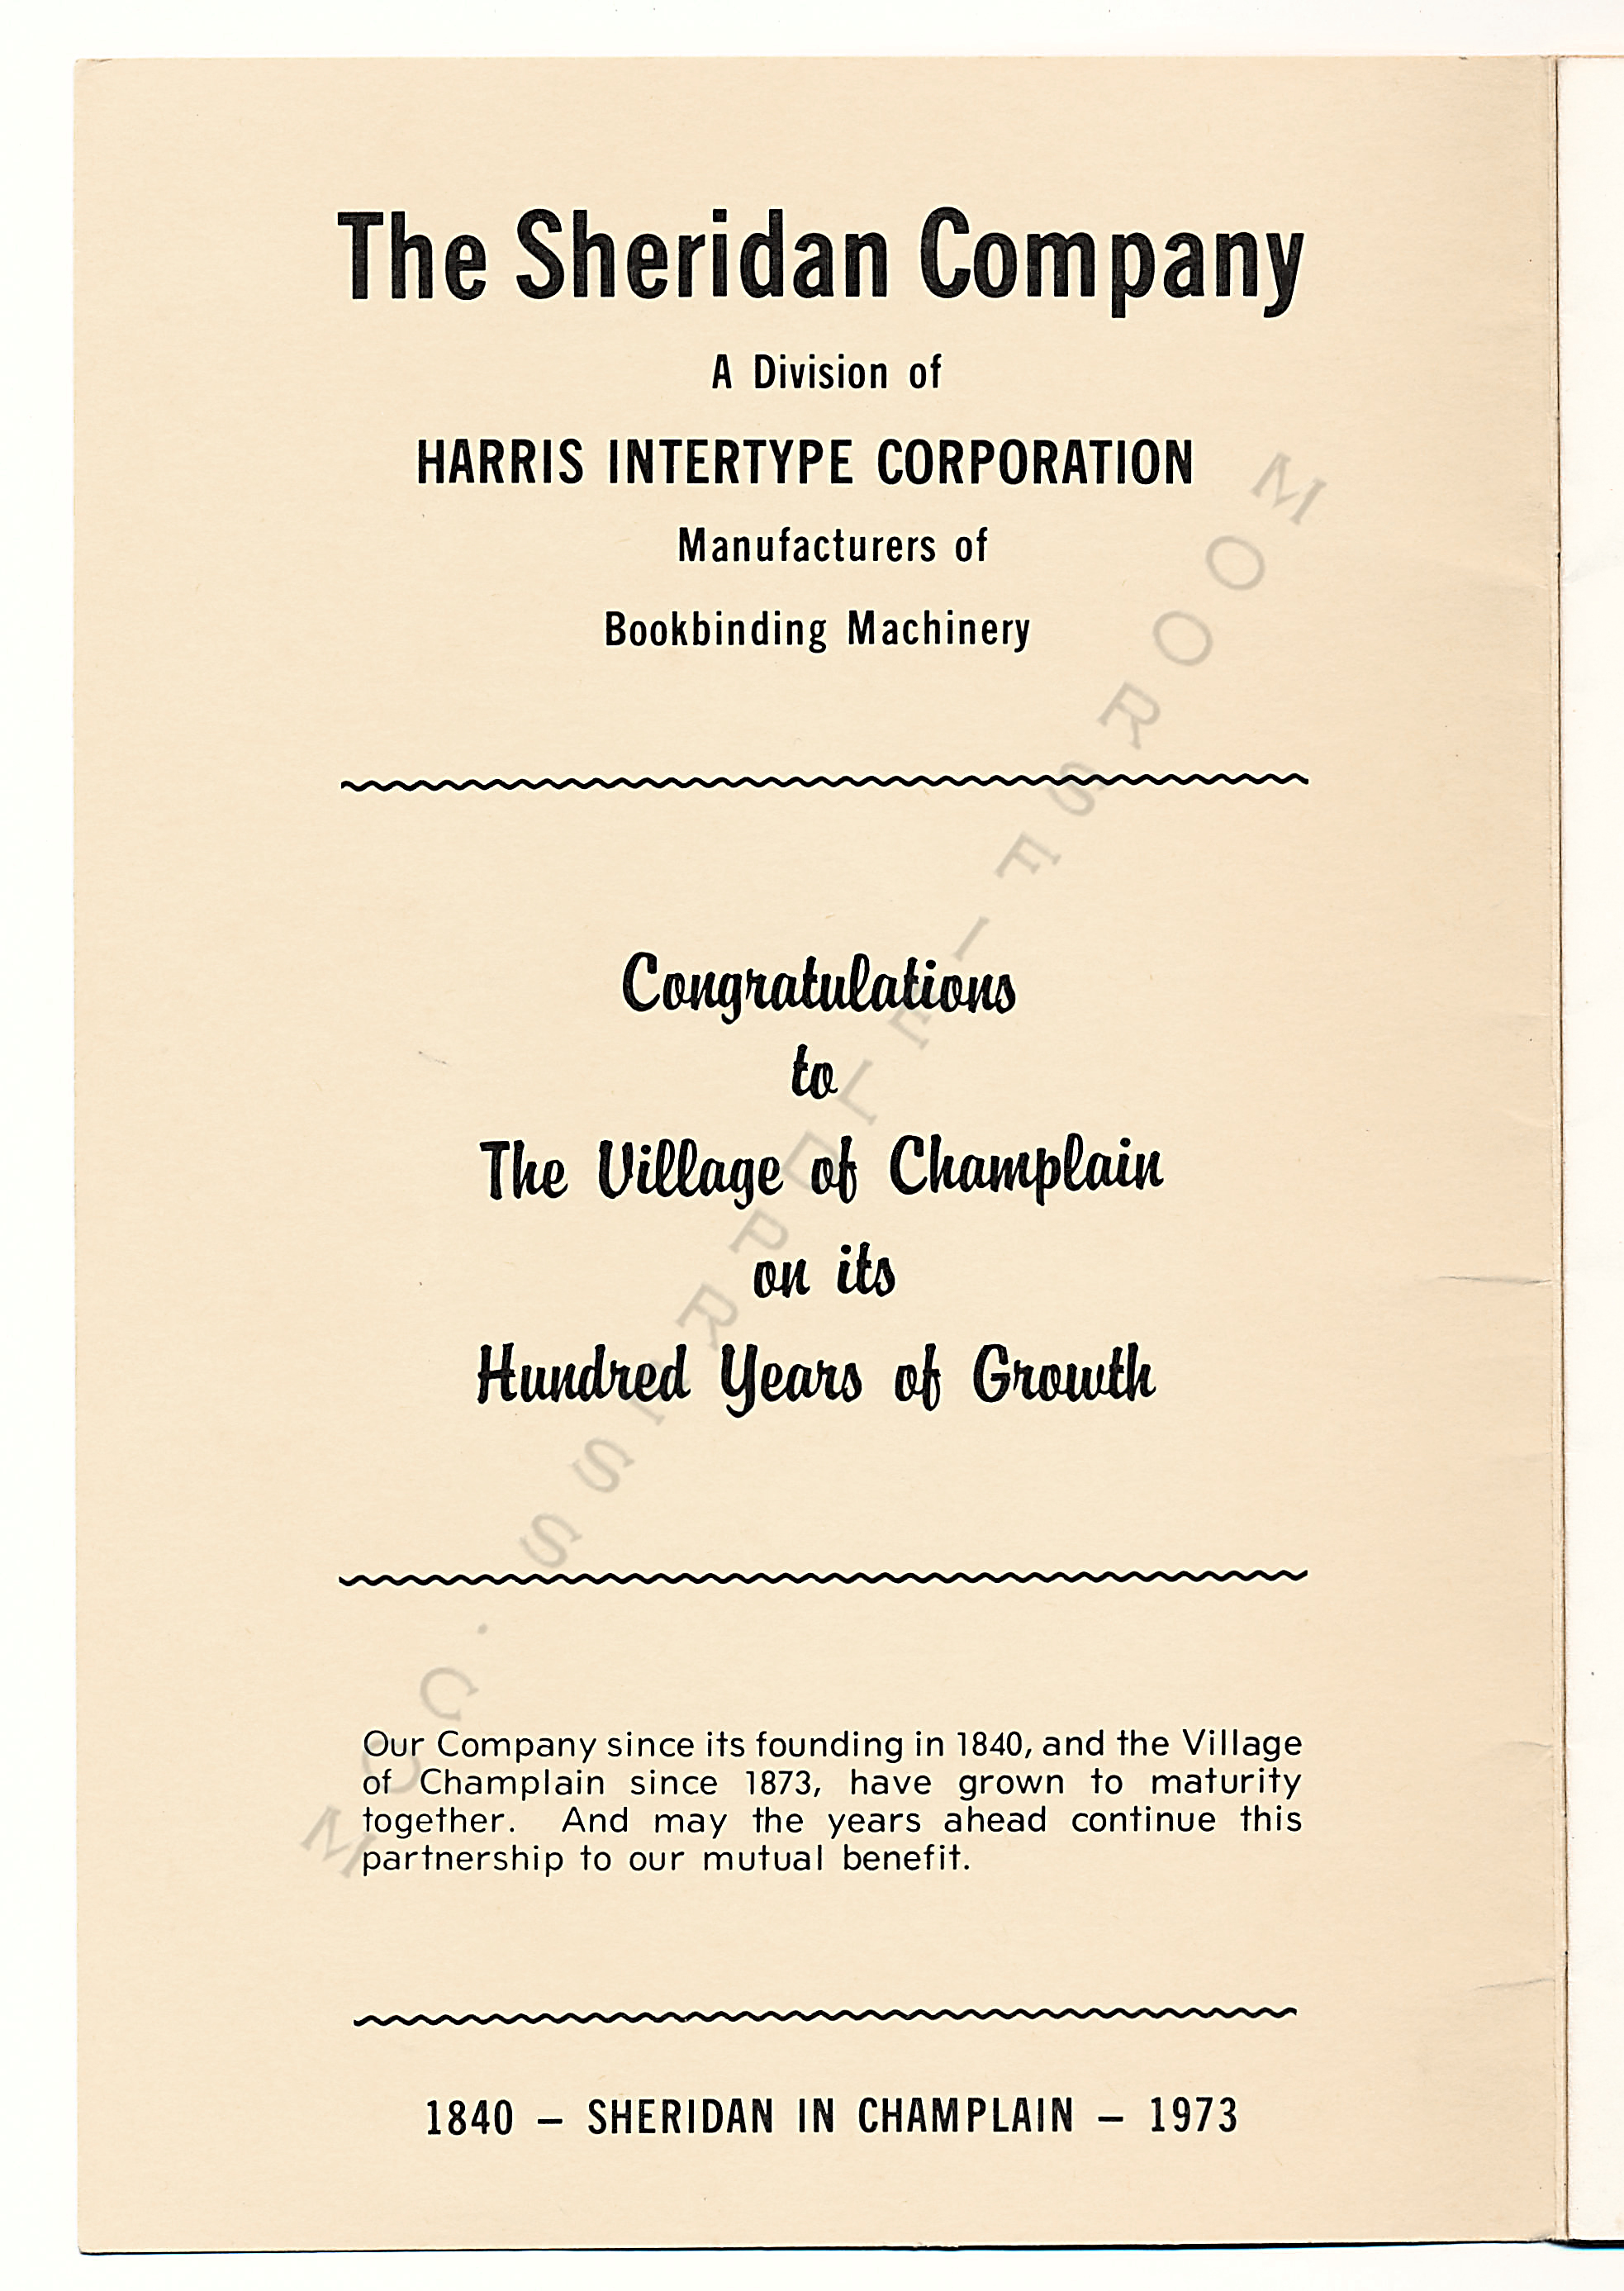 The Sheridan Company
A Division of
HARRIS INTERTYPE CORPORATION
Manufacturers of
Bookbinding Machinery
Congratulations
to
The Village of Champlain
on its
Hundred Years of Growth
Our Company since its founding in 1840, and the Village
of Champlain since 1873, have grown to maturity
together. And may the years ahead continue this
partnership to our mutual benefit.
1840 – SHERIDAN IN CHAMPLAIN – 1973
MOORSFIELDPRESS.COM